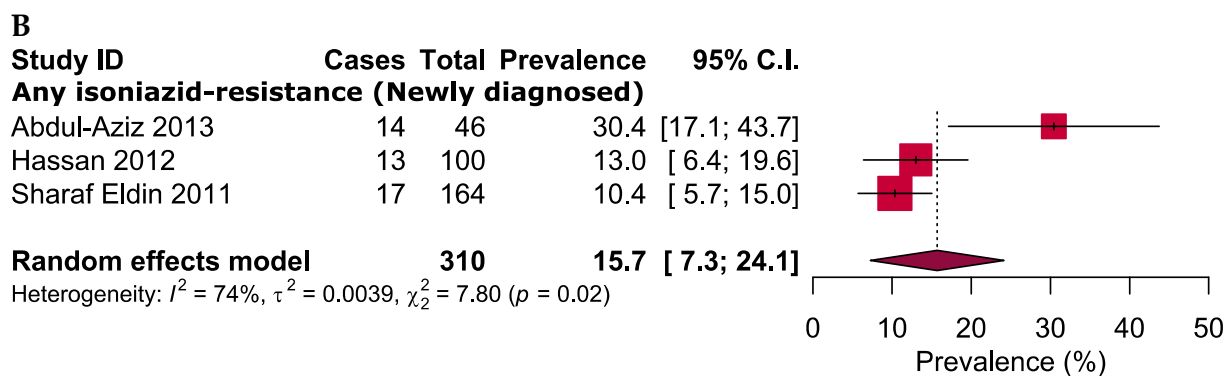 B
Study ID Cases Total Prevalence 95% C.I.
Any isoniazid-resistance (Newly diagnosed)
Abdul-Aziz 2013 14 46 30.4 [17.1; 43.7]
Hassan 2012 13 100 13.0 [ 6.4; 19.6]
Sharaf Eldin 2011 17 164 10.4 [ 5.7; 15.0]
Random effects model 310 15.7 [ 7.3; 24.1]
Heterogeneity: I² = 74%, τ² = 0.0039, χ²₂ = 7.80 (p = 0.02)
0 10 20 30 40 50
Prevalence (%)